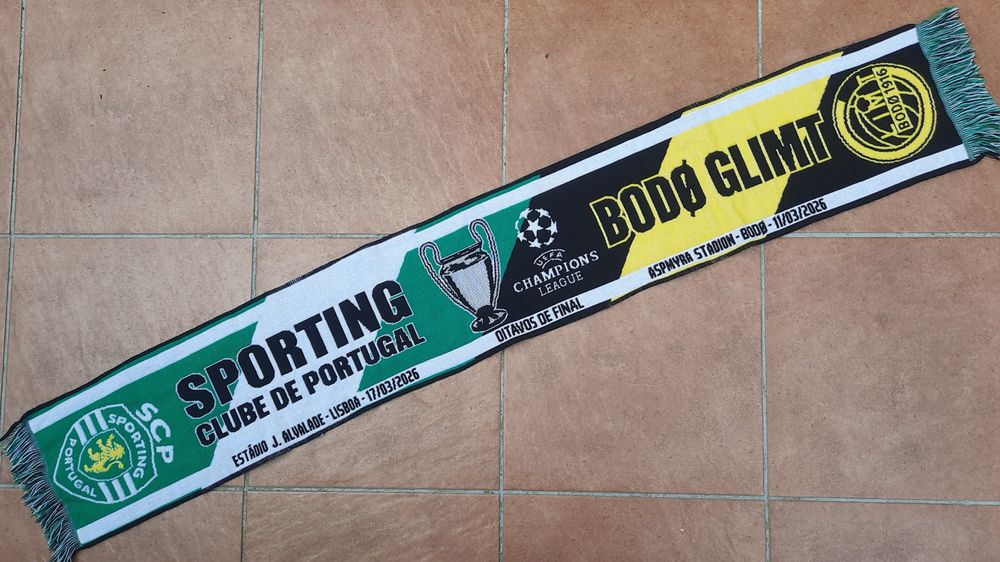 SCP
SPORTING
PORTUGAL
SPORTING
CLUBE DE PORTUGAL
ESTÁDIO J. ALVALADE - LISBOA - 17/03/2026
UEFA
CHAMPIONS
LEAGUE
OITAVOS DE FINAL
BODØ GLIMT
ASPMYRA STADION - BODØ - 11/03/2026
GLIMT
BODØ 1916